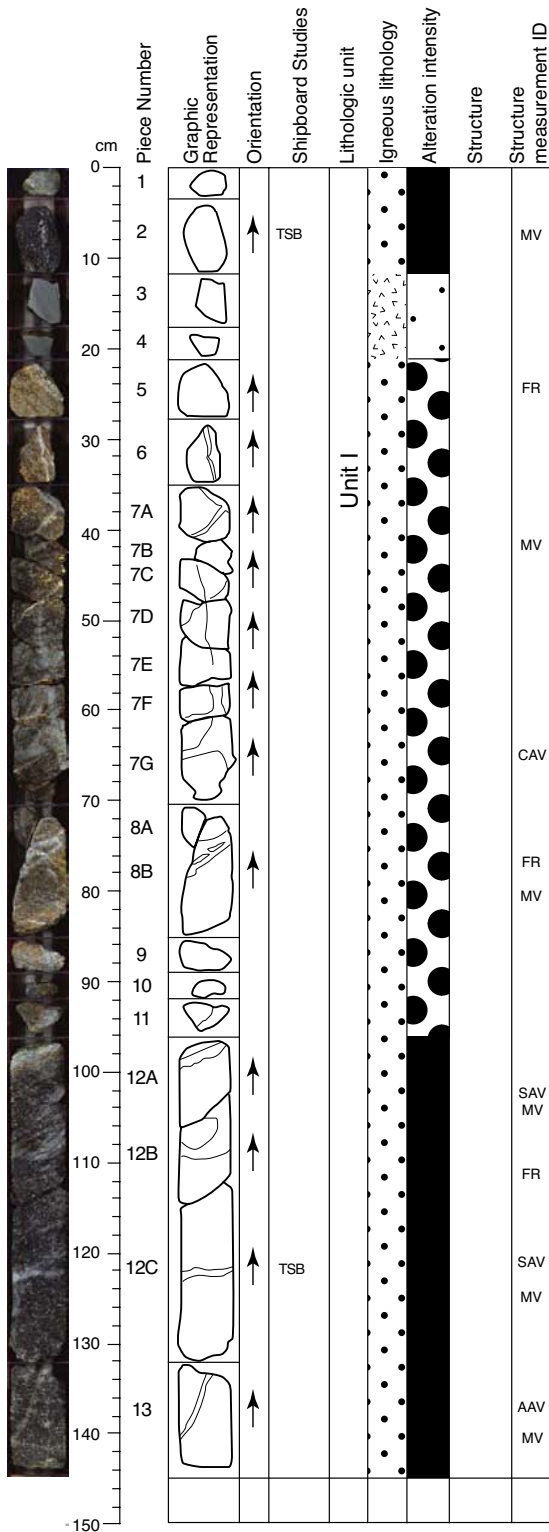 cm
Piece Number
Graphic
Representation
Orientation
Shipboard Studies
Lithologic unit
Igneous lithology
Alteration intensity
Structure
Structure
measurement ID
0
1
2
TSB
MV
10
3
4
20
5
FR
30
6
Unit I
7A
40
7B
MV
7C
50
7D
7E
60
7F
7G
CAV
70
8A
8B
FR
80
MV
9
90
10
11
100
12A
SAV
MV
12B
110
FR
120
12C
TSB
SAV
MV
130
13
AAV
140
MV
150